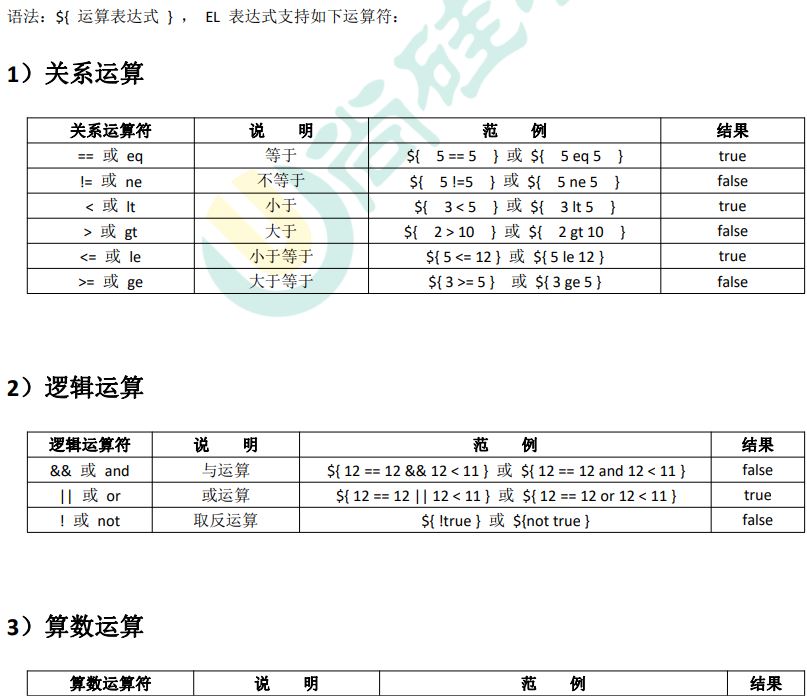 语法：${ 运算表达式 } ， EL 表达式支持如下运算符：
1）关系运算
关系运算符 说 明 范 例 结果
== 或 eq 等于 ${ 5 == 5 } 或 ${ 5 eq 5 } true
!= 或 ne 不等于 ${ 5 !=5 } 或 ${ 5 ne 5 } false
< 或 lt 小于 ${ 3 < 5 } 或 ${ 3 lt 5 } true
> 或 gt 大于 ${ 2 > 10 } 或 ${ 2 gt 10 } false
<= 或 le 小于等于 ${ 5 <= 12 } 或 ${ 5 le 12 } true
>= 或 ge 大于等于 ${ 3 >= 5 } 或 ${ 3 ge 5 } false
2）逻辑运算
逻辑运算符 说 明 范 例 结果
&& 或 and 与运算 ${ 12 == 12 && 12 < 11 } 或 ${ 12 == 12 and 12 < 11 } false
|| 或 or 或运算 ${ 12 == 12 || 12 < 11 } 或 ${ 12 == 12 or 12 < 11 } true
! 或 not 取反运算 ${ !true } 或 ${not true } false
3）算数运算
算数运算符 说 明 范 例 结果
尚硅